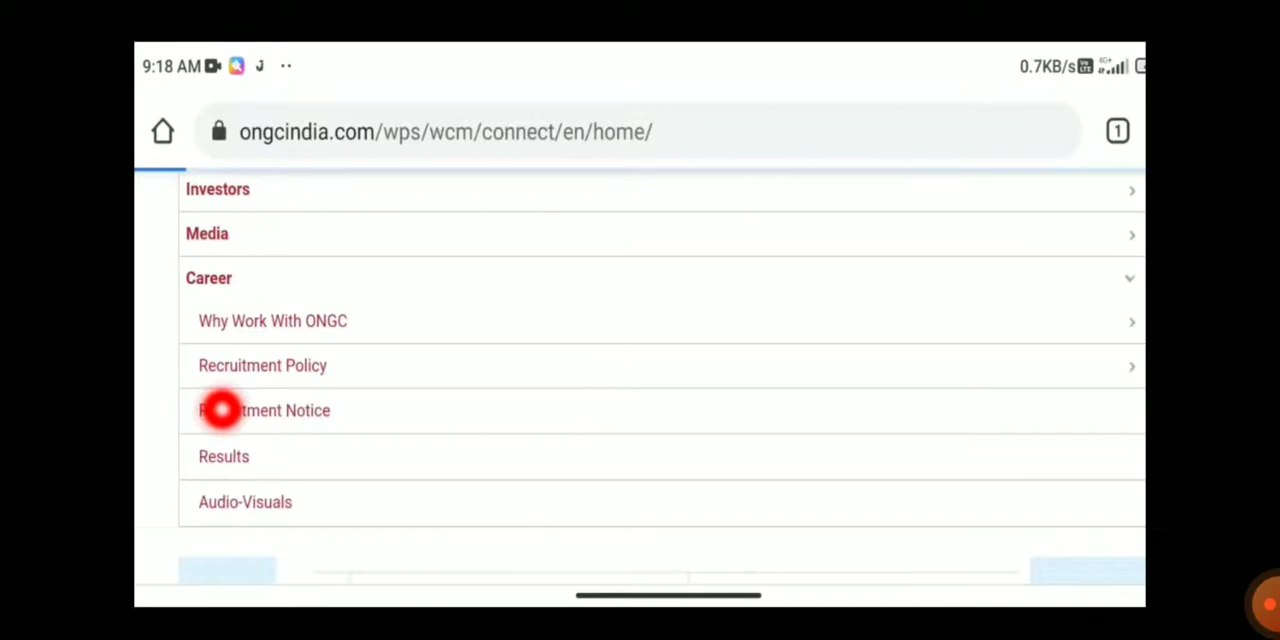 9:18 AM
0.7KB/s
ongcindia.com/wps/wcm/connect/en/home/
1
Investors
Media
Career
Why Work With ONGC
Recruitment Policy
tment Notice
Results
Audio-Visuals